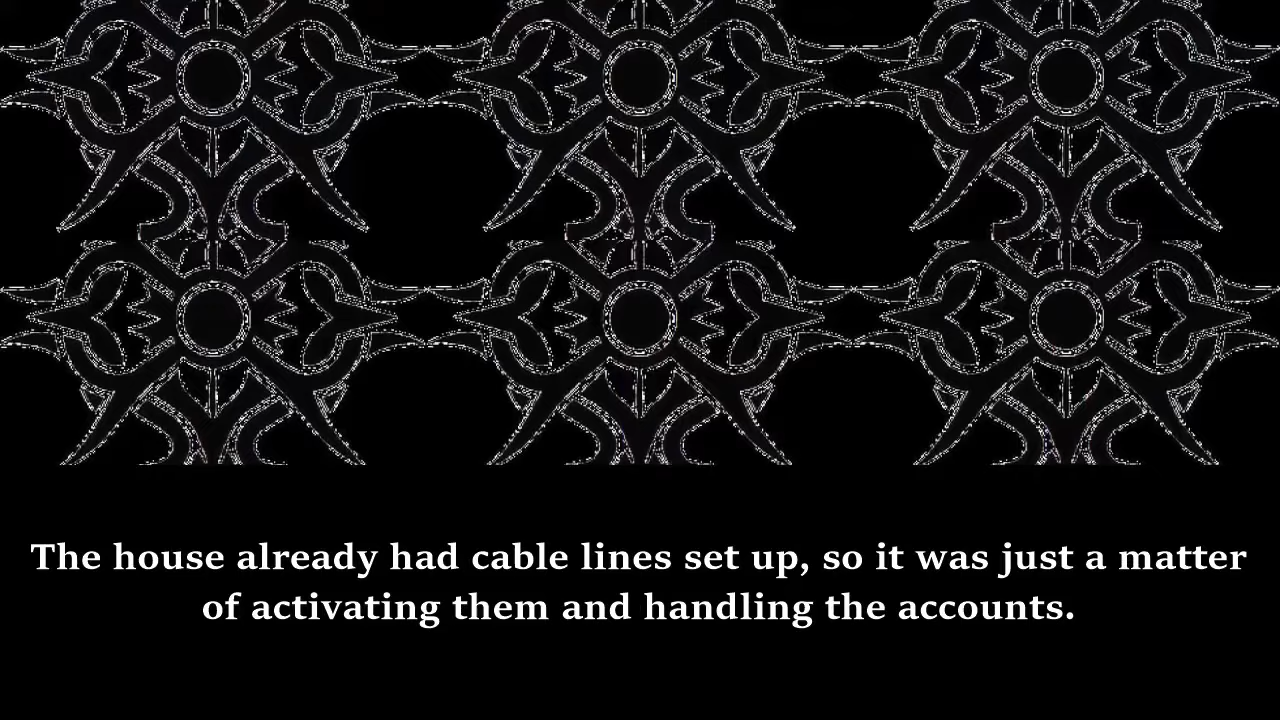 The house already had cable lines set up, so it was just a matter
of activating them and handling the accounts.